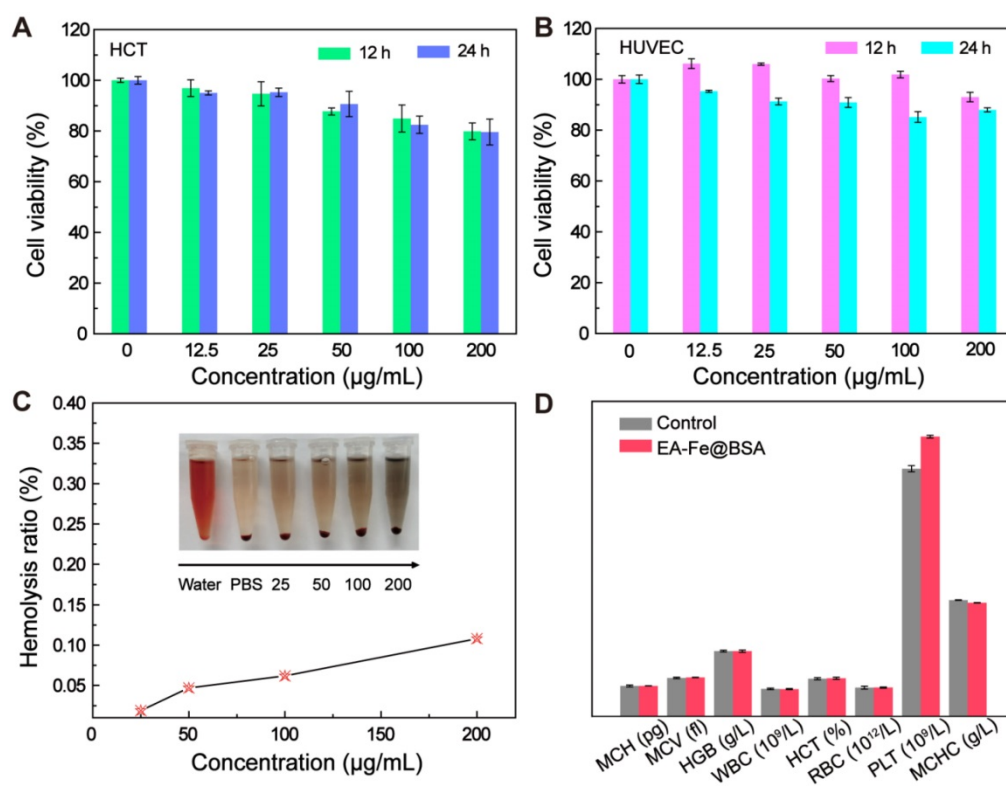 A
HCT
12 h
24 h
120
100
80
60
40
20
0
Cell viability (%)
0 12.5 25 50 100 200
Concentration (µg/mL)
B
HUVEC
12 h
24 h
120
100
80
60
40
20
0
Cell viability (%)
0 12.5 25 50 100 200
Concentration (µg/mL)
C
0.40
0.35
0.30
0.25
0.20
0.15
0.10
0.05
Hemolysis ratio (%)
Water PBS 25 50 100 200
0 50 100 150 200
Concentration (µg/mL)
D
Control
EA-Fe@BSA
MCH (pg)
MCV (fl)
HGB (g/L)
WBC (10⁹/L)
HCT (%)
RBC (10¹²/L)
PLT (10⁹/L)
MCHC (g/L)